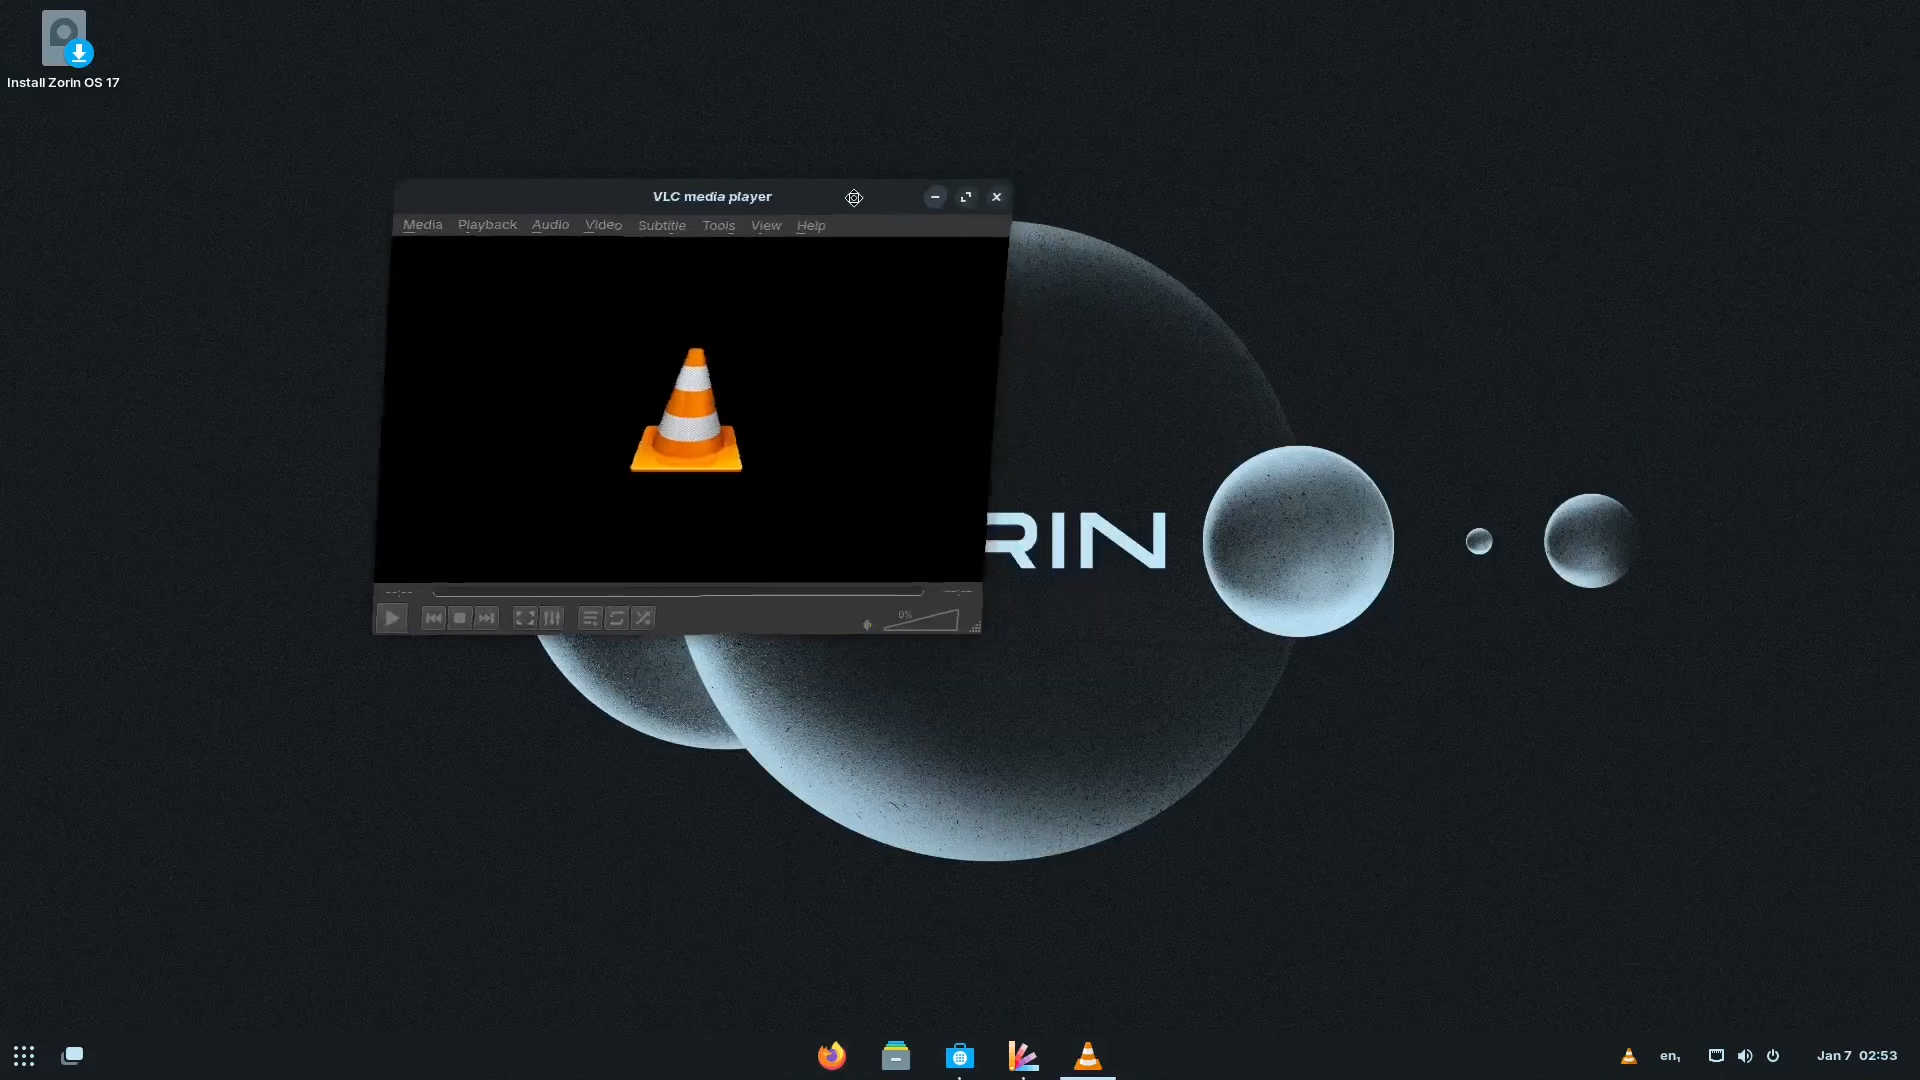 Install Zorin OS 17
VLC media player
Media Playback Audio Video Subtitle Tools View Help
RIN
--:-- --:--
0%
en₁ Jan 7 02:53